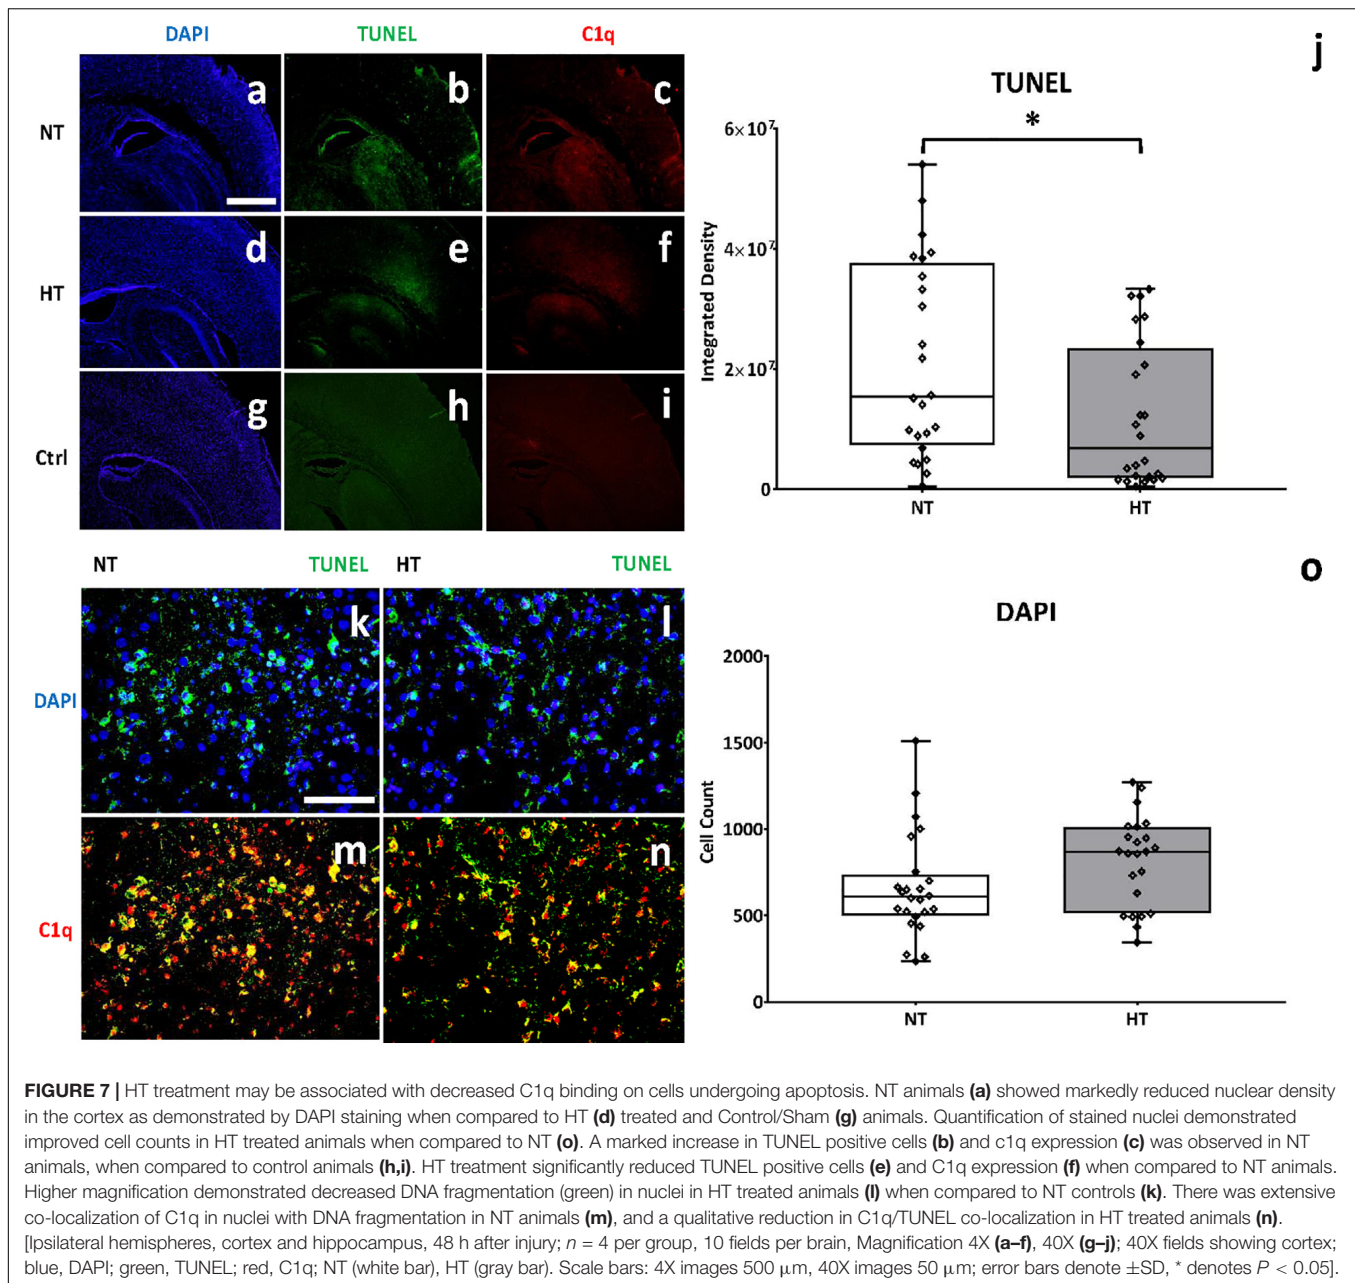 DAPI TUNEL C1q
NT a b c
HT d e f
Ctrl g h i
j
TUNEL
*
6×10⁷
4×10⁷
2×10⁷
0
Integrated Density
NT HT
NT TUNEL HT TUNEL
DAPI k l
C1q m n
o
DAPI
2000
1500
1000
500
0
Cell Count
NT HT
FIGURE 7 | HT treatment may be associated with decreased C1q binding on cells undergoing apoptosis. NT animals (a) showed markedly reduced nuclear density
in the cortex as demonstrated by DAPI staining when compared to HT (d) treated and Control/Sham (g) animals. Quantification of stained nuclei demonstrated
improved cell counts in HT treated animals when compared to NT (o). A marked increase in TUNEL positive cells (b) and c1q expression (c) was observed in NT
animals, when compared to control animals (h,i). HT treatment significantly reduced TUNEL positive cells (e) and C1q expression (f) when compared to NT animals.
Higher magnification demonstrated decreased DNA fragmentation (green) in nuclei in HT treated animals (l) when compared to NT controls (k). There was extensive
co-localization of C1q in nuclei with DNA fragmentation in NT animals (m), and a qualitative reduction in C1q/TUNEL co-localization in HT treated animals (n).
[Ipsilateral hemispheres, cortex and hippocampus, 48 h after injury; n = 4 per group, 10 fields per brain, Magnification 4X (a–f), 40X (g–j); 40X fields showing cortex;
blue, DAPI; green, TUNEL; red, C1q; NT (white bar), HT (gray bar). Scale bars: 4X images 500 μm, 40X images 50 μm; error bars denote ±SD, * denotes P < 0.05].